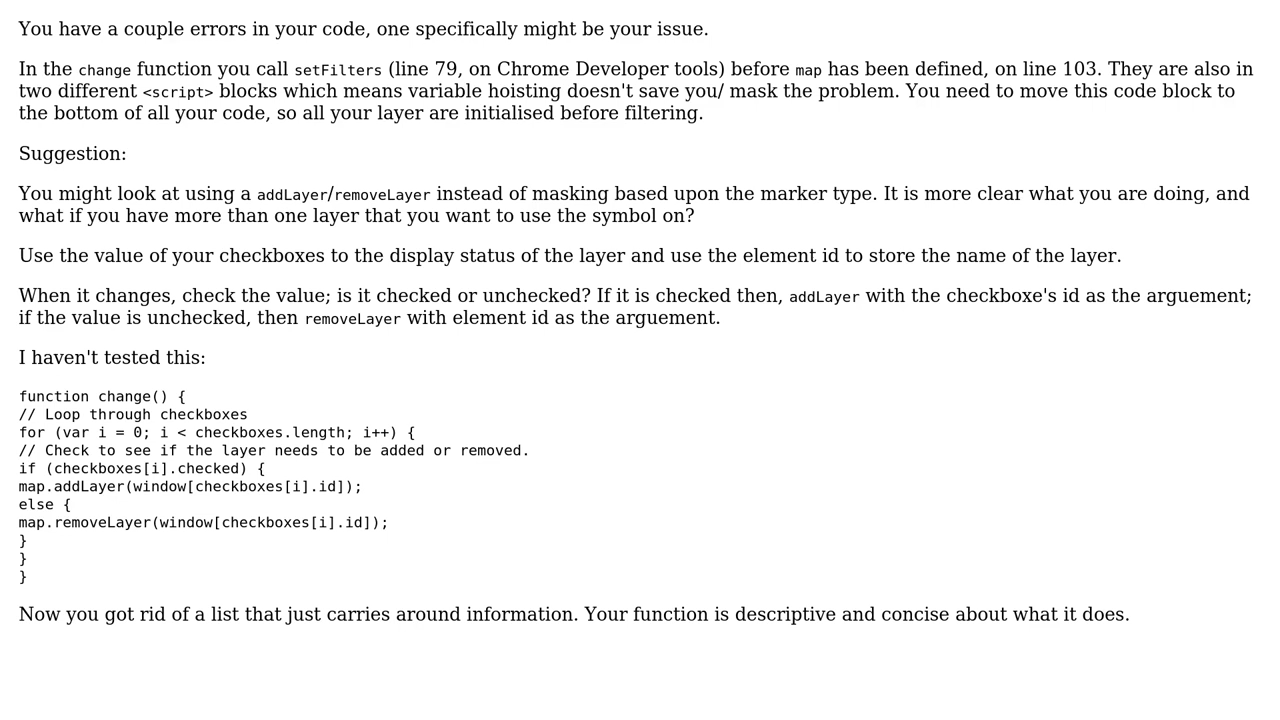 You have a couple errors in your code, one specifically might be your issue.
In the change function you call setFilters (line 79, on Chrome Developer tools) before map has been defined, on line 103. They are also in
two different <script> blocks which means variable hoisting doesn't save you/ mask the problem. You need to move this code block to
the bottom of all your code, so all your layer are initialised before filtering.
Suggestion:
You might look at using a addLayer/removeLayer instead of masking based upon the marker type. It is more clear what you are doing, and
what if you have more than one layer that you want to use the symbol on?
Use the value of your checkboxes to the display status of the layer and use the element id to store the name of the layer.
When it changes, check the value; is it checked or unchecked? If it is checked then, addLayer with the checkboxe's id as the arguement;
if the value is unchecked, then removeLayer with element id as the arguement.
I haven't tested this:
function change() {
// Loop through checkboxes
for (var i = 0; i < checkboxes.length; i++) {
// Check to see if the layer needs to be added or removed.
if (checkboxes[i].checked) {
map.addLayer(window[checkboxes[i].id]);
else {
map.removeLayer(window[checkboxes[i].id]);
}
}
}
Now you got rid of a list that just carries around information. Your function is descriptive and concise about what it does.